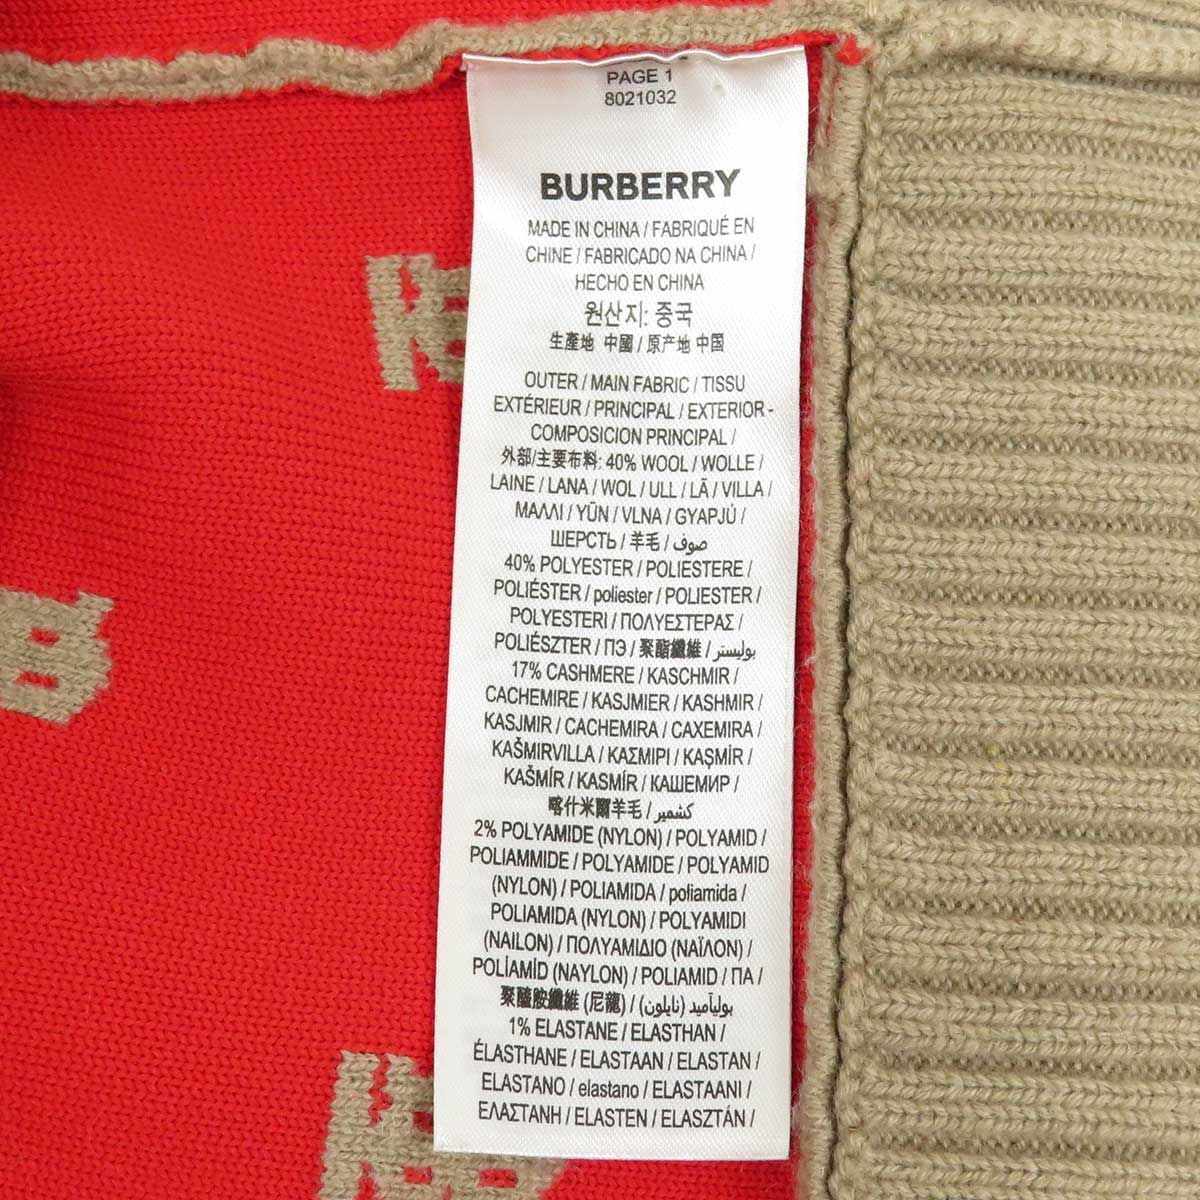 PAGE 1
8021032
BURBERRY
MADE IN CHINA / FABRIQUÉ EN
CHINE / FABRICADO NA CHINA /
HECHO EN CHINA
원산지: 중국
生產地 中國 / 原产地 中国
OUTER / MAIN FABRIC / TISSU
EXTÉRIEUR / PRINCIPAL / EXTERIOR -
COMPOSICION PRINCIPAL /
外部/主要布料: 40% WOOL / WOLLE /
LAINE / LANA / WOL / ULL / LÃ / VILLA /
ΜΑΛΛΙ / YÜN / VLNA / GYAPJÚ /
ШЕРСТЬ / 羊毛 / صوف
40% POLYESTER / POLIESTERE /
POLIÉSTER / poliester / POLIESTER /
POLYESTERI / ΠΟΛΥΕΣΤΕΡΑΣ /
POLIÉSZTER / ПЭ / 聚酯纖維 / بوليستر
17% CASHMERE / KASCHMIR /
CACHEMIRE / KASJMIER / KASHMIR /
KASJMIR / CACHEMIRA / CAXEMIRA /
KAŠMIRVILLA / ΚΑΣΜΙΡΙ / KAŞMİR /
KAŠMÍR / KASMÍR / КАШЕМИР /
喀什米爾羊毛 / كشمير
2% POLYAMIDE (NYLON) / POLYAMID /
POLIAMMIDE / POLYAMIDE / POLYAMID
(NYLON) / POLIAMIDA / poliamida /
POLIAMIDA (NYLON) / POLYAMIDI
(NAILON) / ΠΟΛΥΑΜΙΔΙΟ (ΝΑΪΛΟΝ) /
POLİAMİD (NAYLON) / POLIAMID / ПА /
聚醯胺纖維 (尼龍) / بولياميد (نايلون) /
1% ELASTANE / ELASTHAN /
ÉLASTHANE / ELASTAAN / ELASTAN /
ELASTANO / elastano / ELASTAANI /
ΕΛΑΣΤΑΝΗ / ELASTEN / ELASZTÁN /